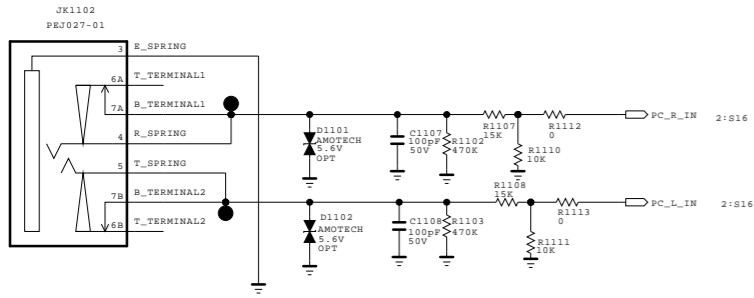 JK1102
PEJ027-01
3 E_SPRING
6A T_TERMINAL1
7A B_TERMINAL1
4 R_SPRING
5 T_SPRING
7B B_TERMINAL2
6B T_TERMINAL2
D1101
AMOTECH
5.6V
OPT
C1107
100pF
50V
R1102
470K
R1107
15K
R1110
10K
R1112
0
PC_R_IN 2:S16
D1102
AMOTECH
5.6V
OPT
C1108
100pF
50V
R1103
470K
R1108
15K
R1111
10K
R1113
0
PC_L_IN 2:S16